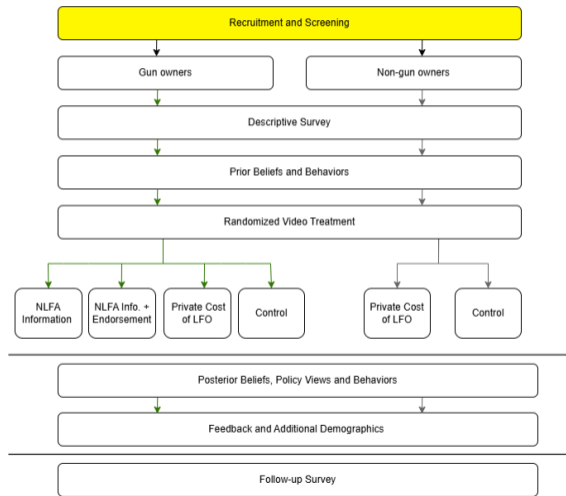 Recruitment and Screening
Gun owners
Non-gun owners
Descriptive Survey
Prior Beliefs and Behaviors
Randomized Video Treatment
NLFA
Information
NLFA Info. +
Endorsement
Private Cost
of LFO
Control
Private Cost
of LFO
Control
Posterior Beliefs, Policy Views and Behaviors
Feedback and Additional Demographics
Follow-up Survey